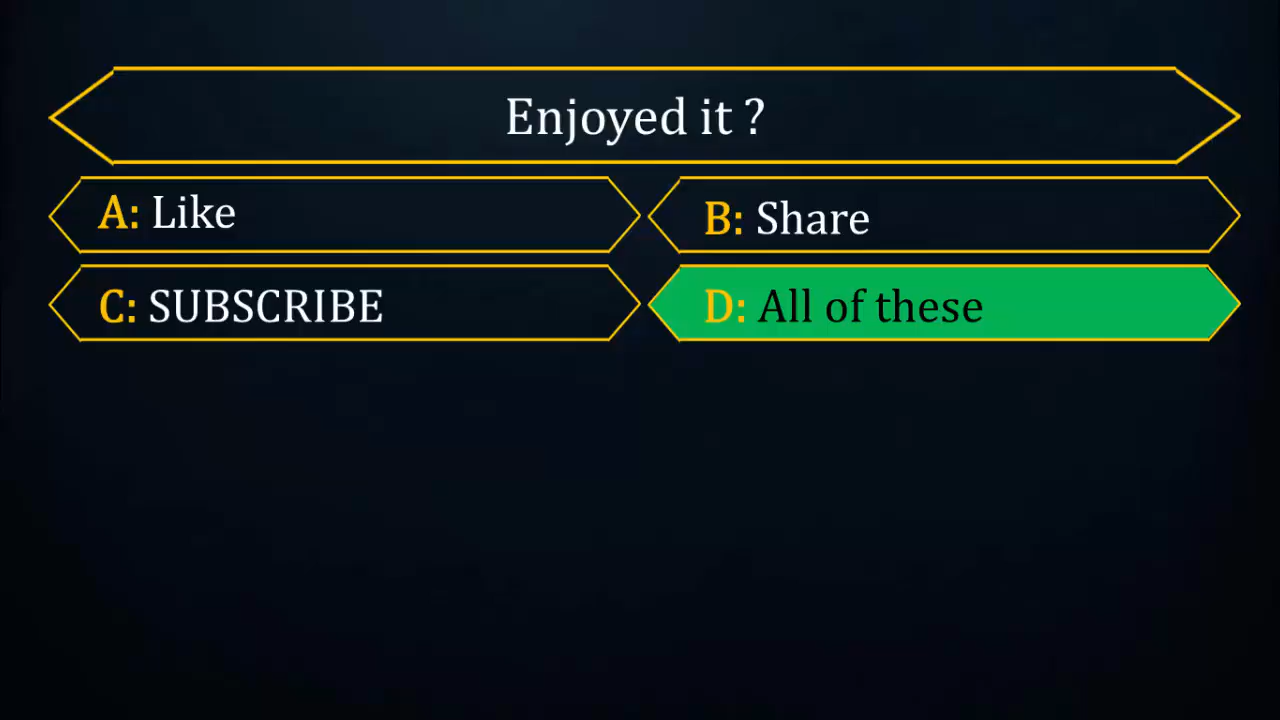 Enjoyed it ?
A: Like
B: Share
C: SUBSCRIBE
D: All of these